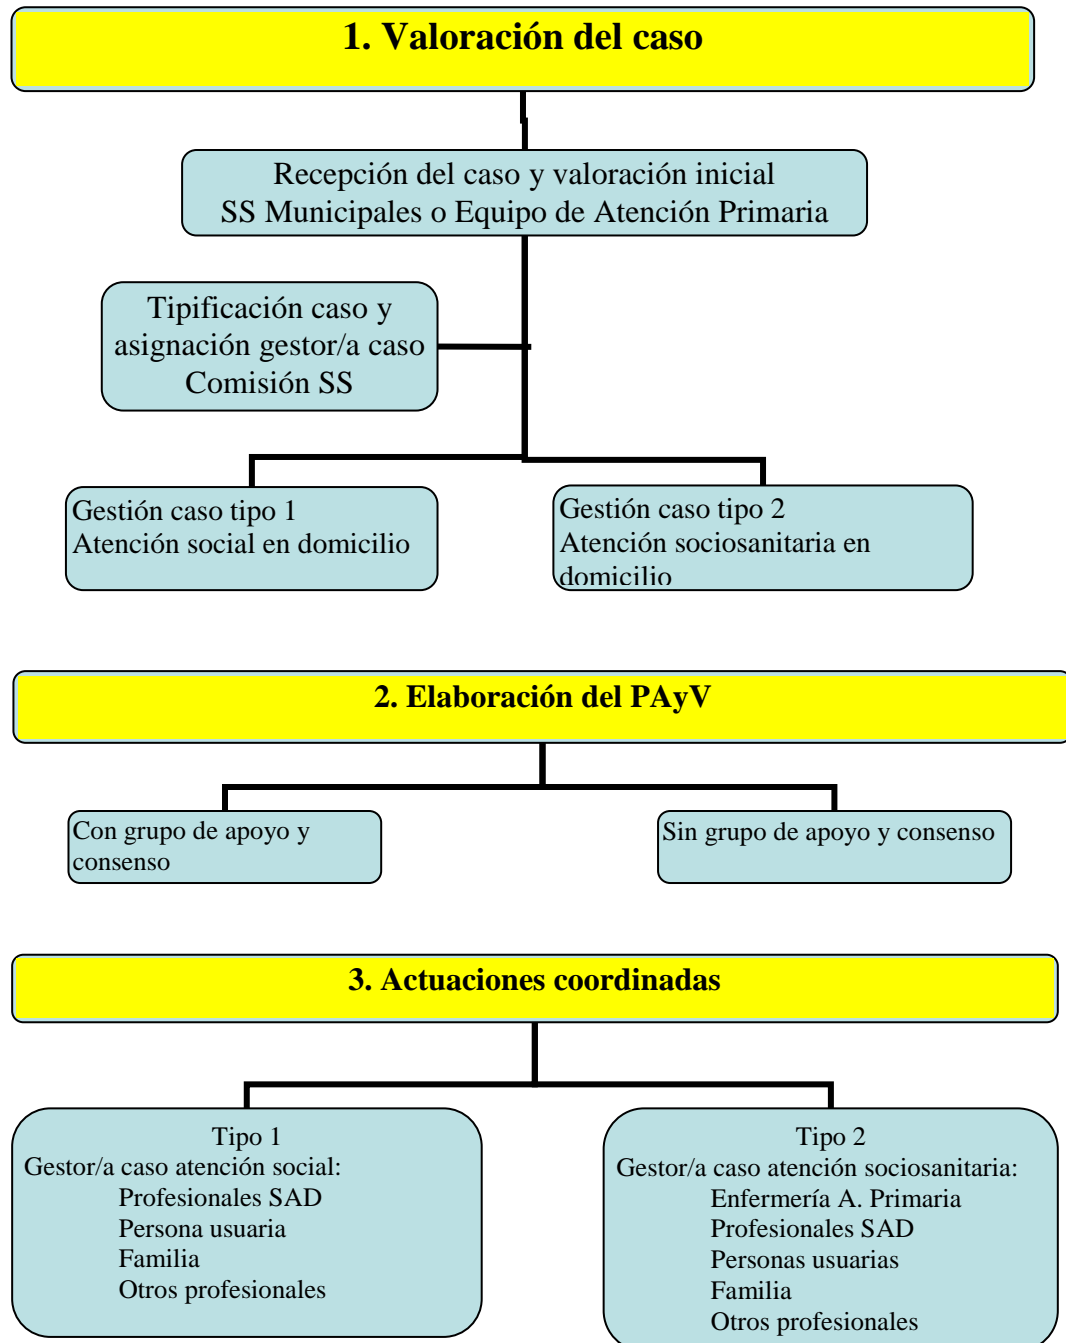 1. Valoración del caso
Recepción del caso y valoración inicial
SS Municipales o Equipo de Atención Primaria
Tipificación caso y
asignación gestor/a caso
Comisión SS
Gestión caso tipo 1
Atención social en domicilio
Gestión caso tipo 2
Atención sociosanitaria en
domicilio
2. Elaboración del PAyV
Con grupo de apoyo y
consenso
Sin grupo de apoyo y consenso
3. Actuaciones coordinadas
Tipo 1
Gestor/a caso atención social:
Profesionales SAD
Persona usuaria
Familia
Otros profesionales
Tipo 2
Gestor/a caso atención sociosanitaria:
Enfermería A. Primaria
Profesionales SAD
Personas usuarias
Familia
Otros profesionales